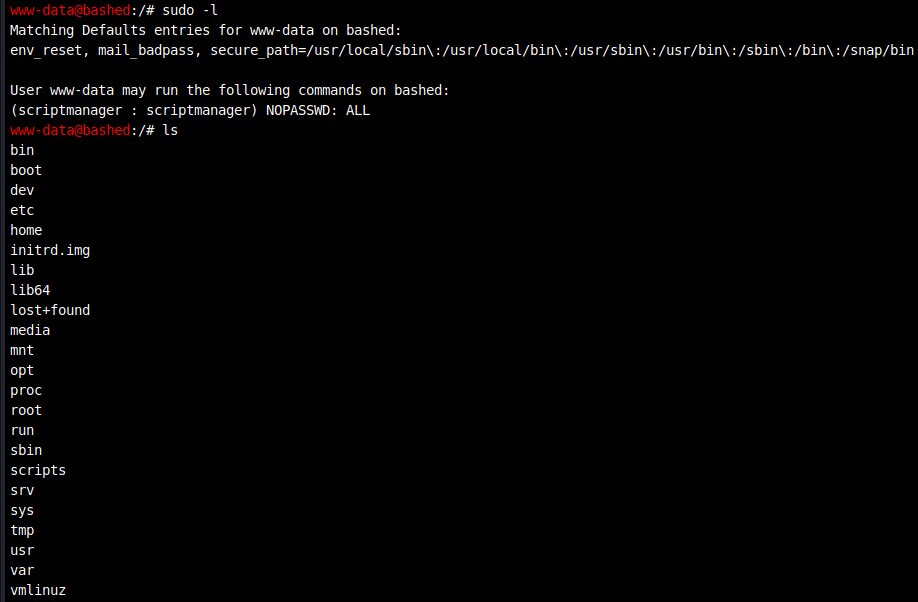 www-data@bashed:/# sudo -l
Matching Defaults entries for www-data on bashed:
env_reset, mail_badpass, secure_path=/usr/local/sbin\:/usr/local/bin\:/usr/sbin\:/usr/bin\:/sbin\:/bin\:/snap/bin
User www-data may run the following commands on bashed:
(scriptmanager : scriptmanager) NOPASSWD: ALL
www-data@bashed:/# ls
bin
boot
dev
etc
home
initrd.img
lib
lib64
lost+found
media
mnt
opt
proc
root
run
sbin
scripts
srv
sys
tmp
usr
var
vmlinuz